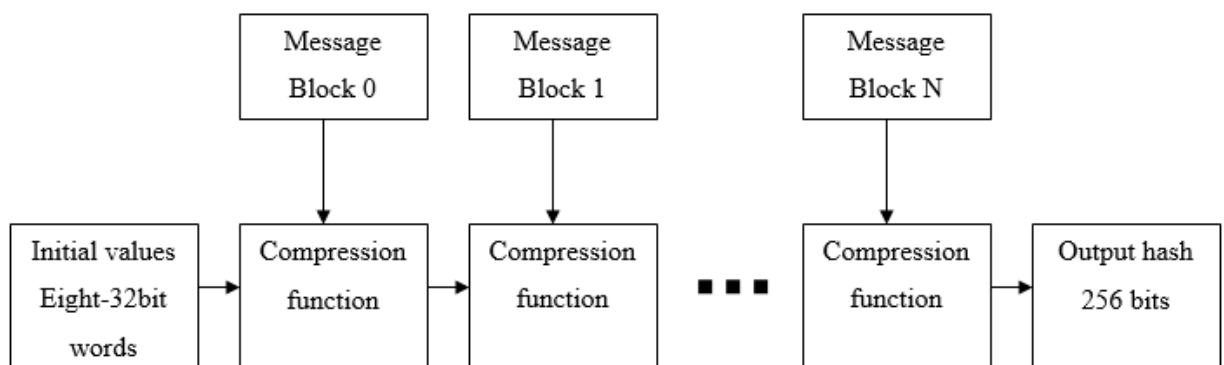 Message
Block 0
Message
Block 1
Message
Block N
Initial values
Eight-32bit
words
Compression
function
Compression
function
Compression
function
Output hash
256 bits